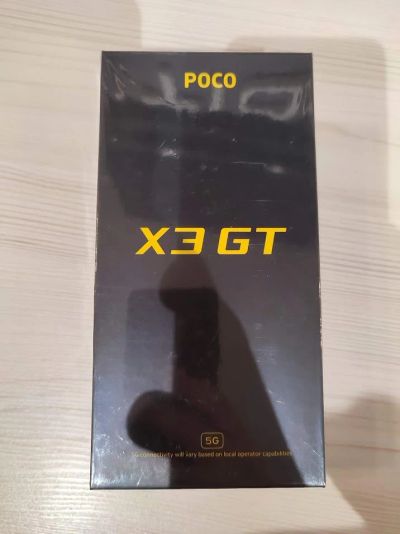 POCO
X3 GT
5G
5G connectivity will vary based on local operator capabilities